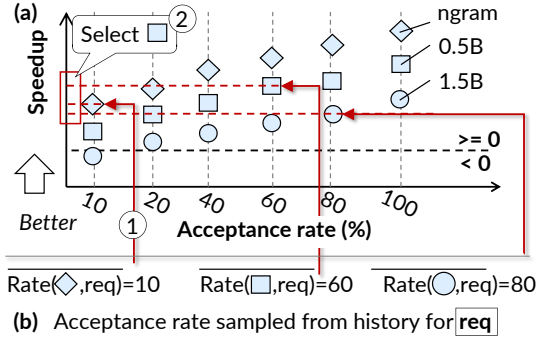 (a)
Speedup
Select
2
ngram
0.5B
1.5B
>= 0
< 0
Better
10 20 40 60 80 100
1
Acceptance rate (%)
Rate(◇,req)=10 Rate(□,req)=60 Rate(○,req)=80
(b) Acceptance rate sampled from history for req